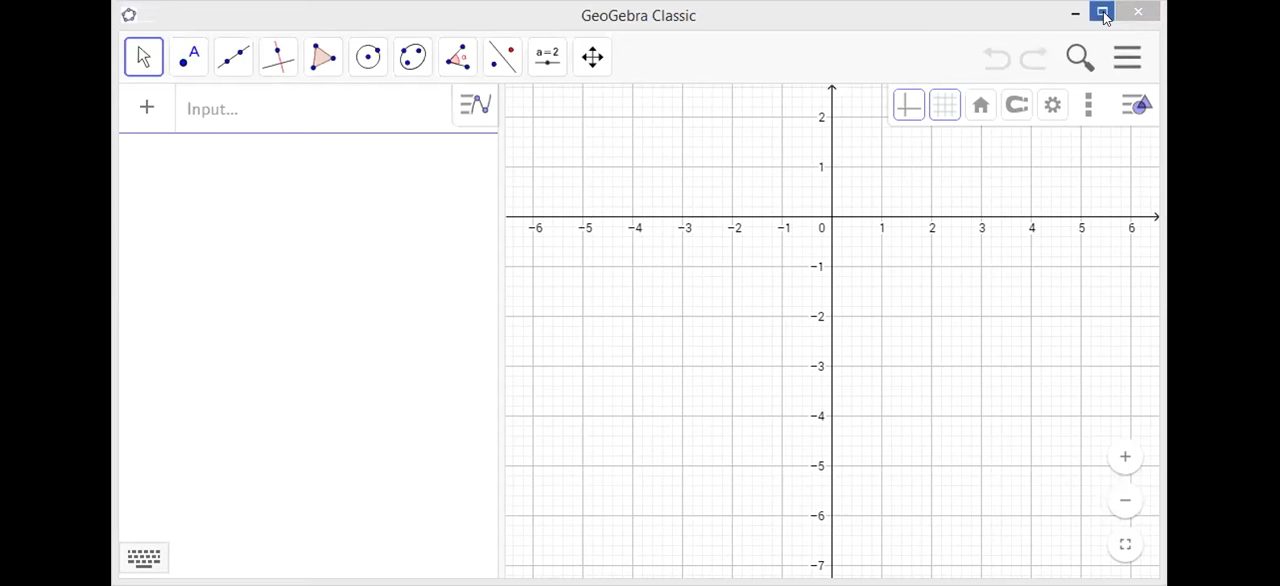 GeoGebra Classic
A
α
a=2
Input...
2
1
−6 −5 −4 −3 −2 −1 0 1 2 3 4 5 6
−1
−2
−3
−4
−5
−6
−7